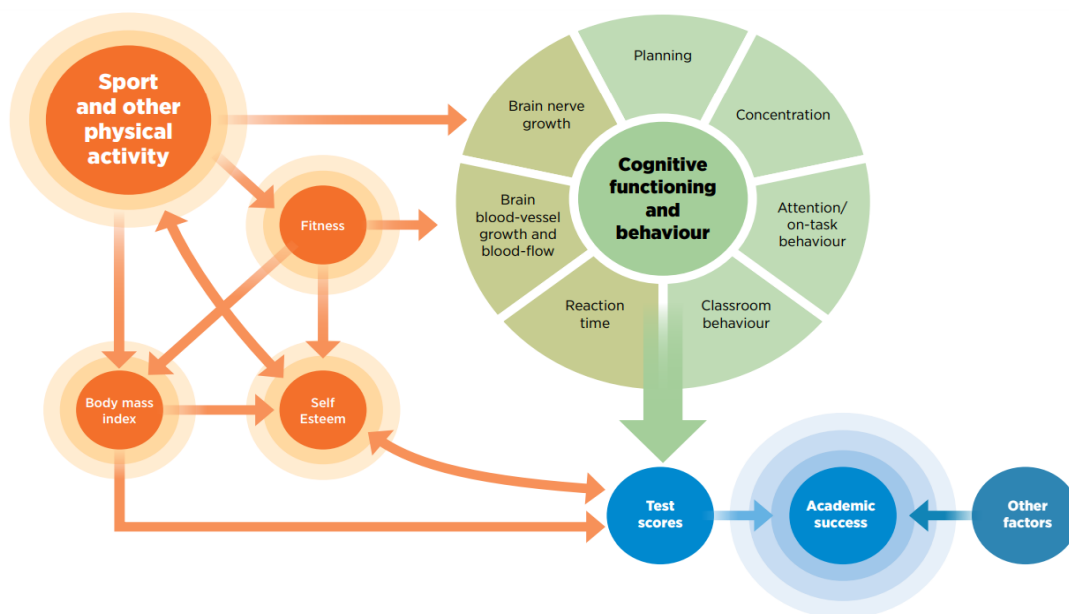 Sport
and other
physical
activity
Fitness
Body mass
index
Self
Esteem
Planning
Brain nerve
growth
Concentration
Cognitive
functioning
and
behaviour
Brain
blood-vessel
growth and
blood-flow
Attention/
on-task
behaviour
Reaction
time
Classroom
behaviour
Test
scores
Academic
success
Other
factors